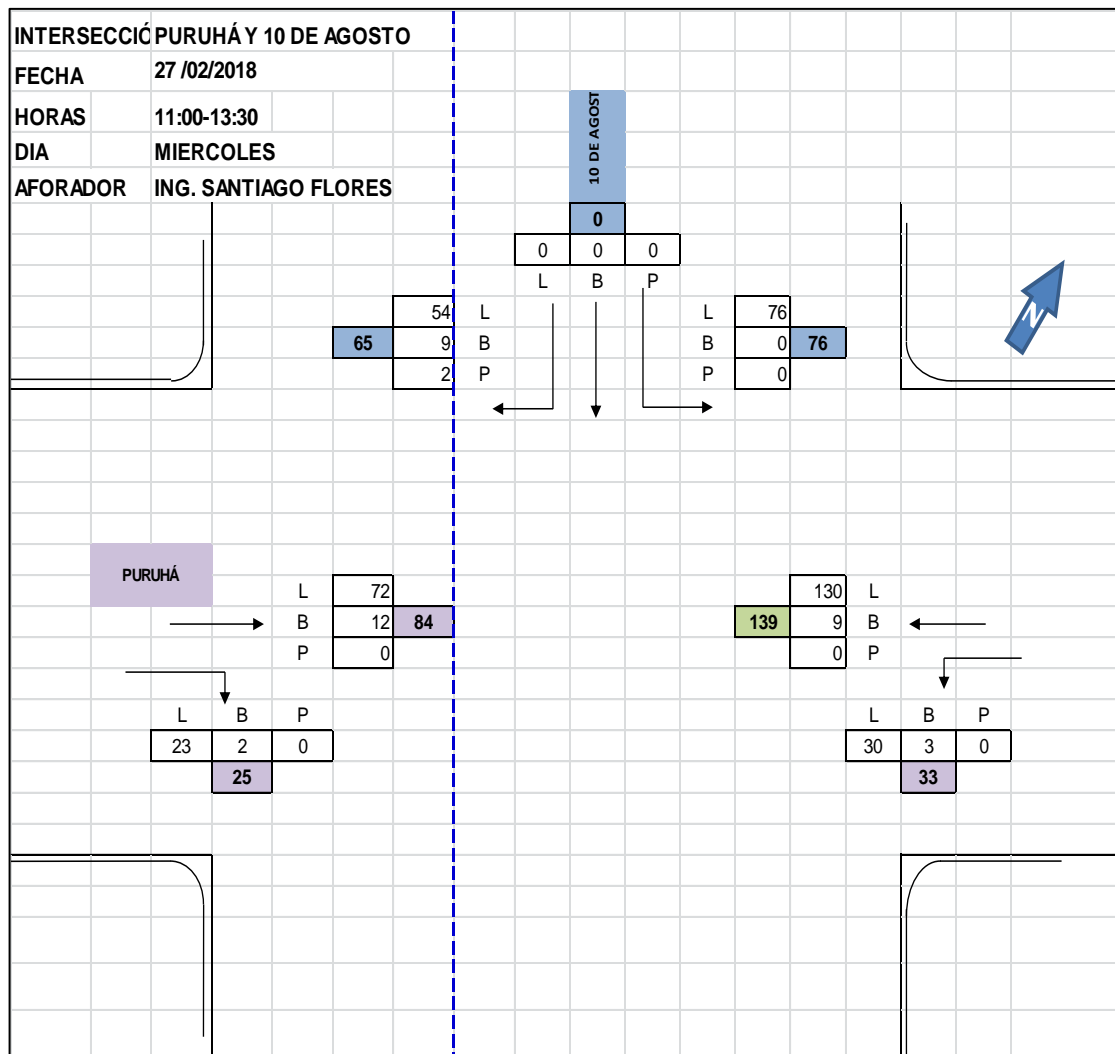 INTERSECCIÓ PURUHÁ Y 10 DE AGOSTO
FECHA 27 /02/2018
HORAS 11:00-13:30
DIA MIERCOLES
AFORADOR ING. SANTIAGO FLORES
10 DE AGOST
0
0 0 0
L B P
54 L L 76
65 9 B B 0 76
2 P P 0
N
PURUHÁ
L 72 130 L
B 12 84 139 9 B
P 0 0 P
L B P L B P
23 2 0 30 3 0
25 33